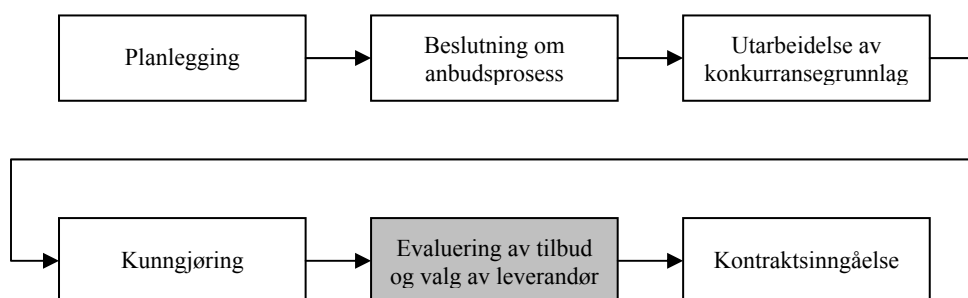 Planlegging
Beslutning om
anbudsprosess
Utarbeidelse av
konkurransegrunnlag
Kunngjøring
Evaluering av tilbud
og valg av leverandør
Kontraktsinngåelse